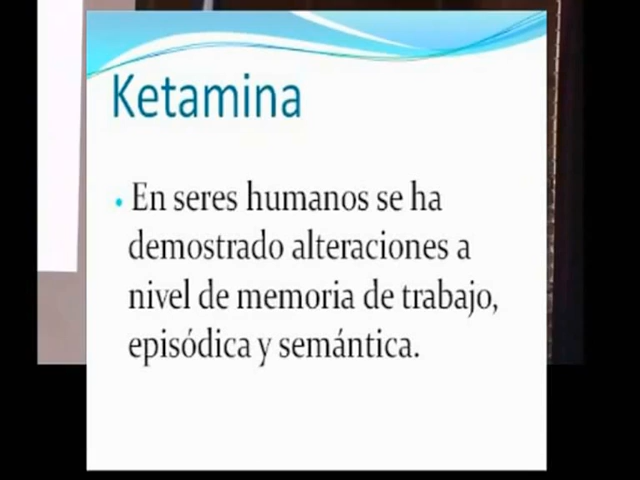 Ketamina
• En seres humanos se ha
demostrado alteraciones a
nivel de memoria de trabajo,
episódica y semántica.